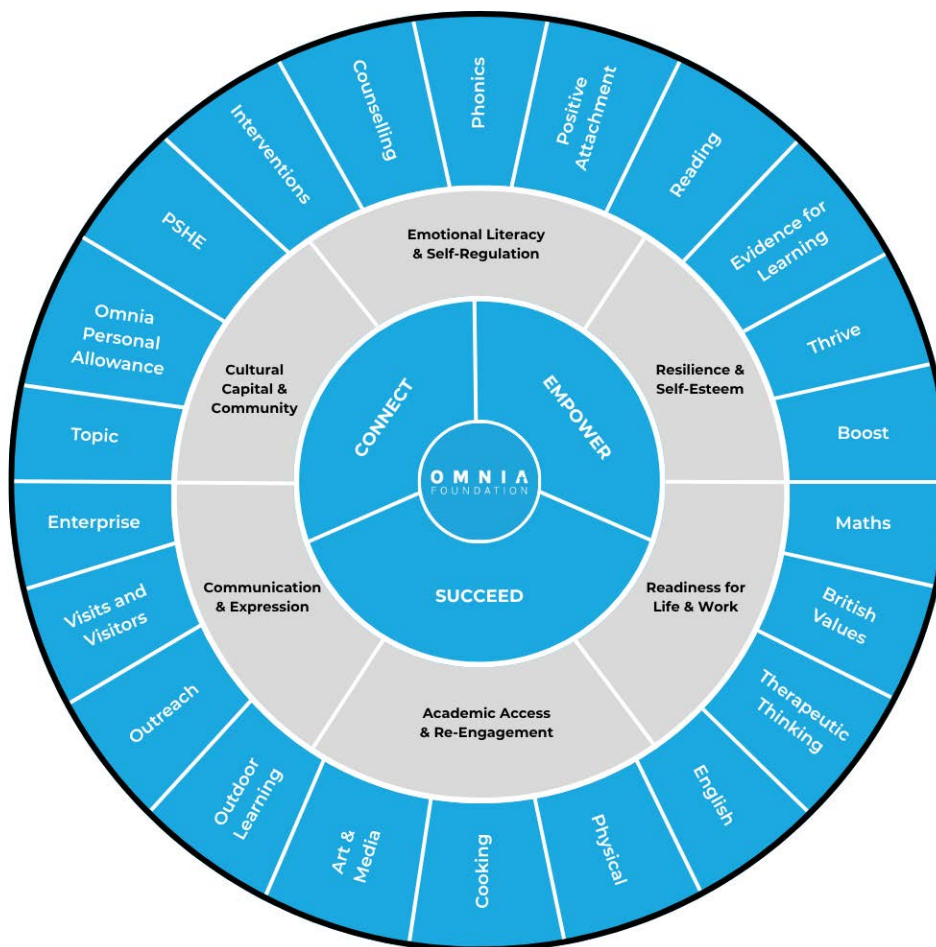 Phonics
Positive
Attachment
Reading
Evidence for
Learning
Thrive
Boost
Maths
British
Values
Therapeutic
Thinking
English
Physical
Cooking
Art &
Media
Outdoor
Learning
Outreach
Visits and
Visitors
Enterprise
Topic
Omnia
Personal
Allowance
PSHE
Interventions
Counselling
Emotional Literacy
& Self-Regulation
Resilience &
Self-Esteem
Readiness for
Life & Work
Academic Access
& Re-Engagement
Communication
& Expression
Cultural
Capital &
Community
CONNECT
EMPOWER
SUCCEED
OMNIA
FOUNDATION